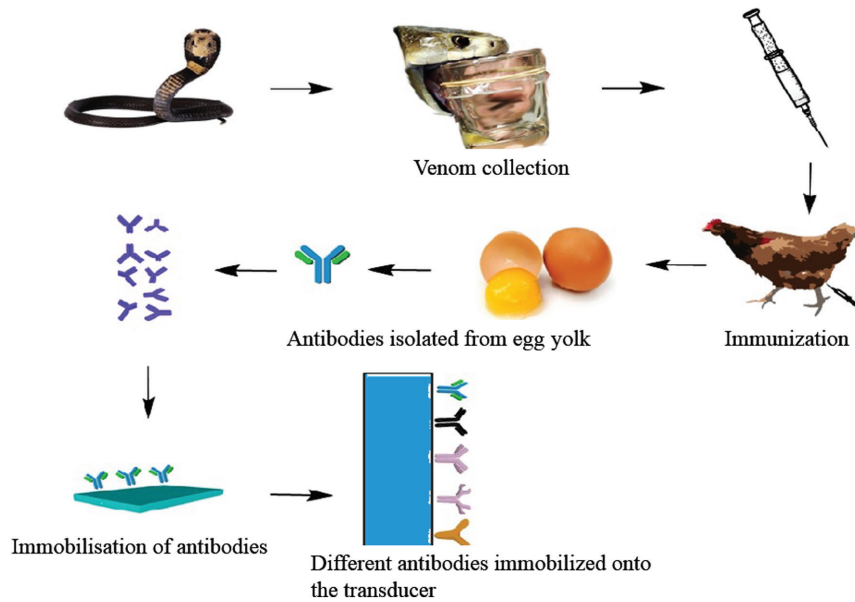 Venom collection
Antibodies isolated from egg yolk
Immunization
Immobilisation of antibodies
Different antibodies immobilized onto
the transducer